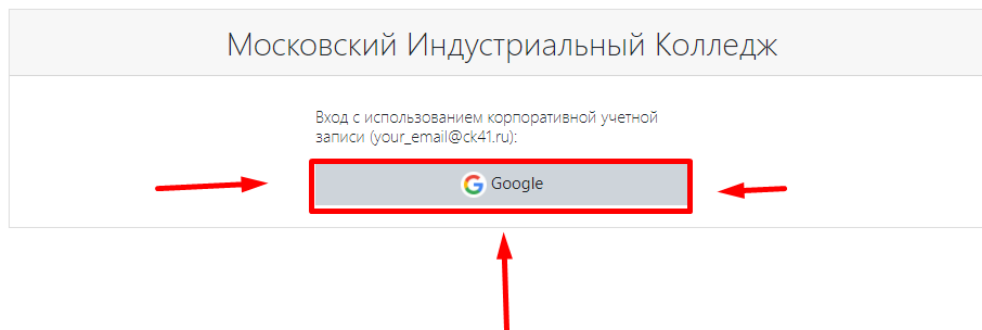 Московский Индустриальный Колледж
Вход с использованием корпоративной учетной
записи (your_email@ck41.ru):
Google